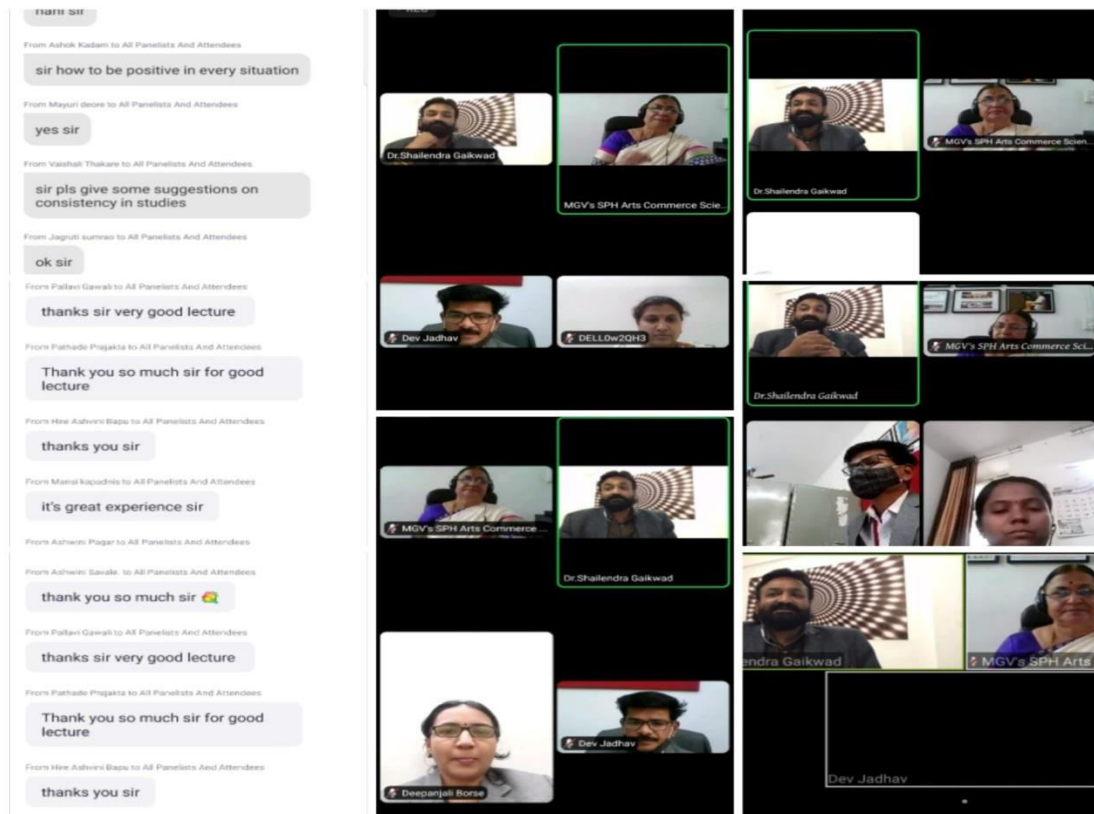 nani sir
From Ashok Kadam to All Panelists And Attendees
sir how to be positive in every situation
From Mayuri deore to All Panelists And Attendees
yes sir
From Vaishali Thakare to All Panelists And Attendees
sir pls give some suggestions on
consistency in studies
From Jagruti sumrao to All Panelists And Attendees
ok sir
From Pallavi Gawali to All Panelists And Attendees
thanks sir very good lecture
From Pathade Prajakta to All Panelists And Attendees
Thank you so much sir for good
lecture
From Hire Ashvini Bapu to All Panelists And Attendees
thanks you sir
From Mansi kapadnis to All Panelists And Attendees
it's great experience sir
From Ashwini Pagar to All Panelists And Attendees
From Ashwini Savale. to All Panelists And Attendees
thank you so much sir 💐
From Pallavi Gawali to All Panelists And Attendees
thanks sir very good lecture
From Pathade Prajakta to All Panelists And Attendees
Thank you so much sir for good
lecture
From Hire Ashvini Bapu to All Panelists And Attendees
thanks you sir
Dr.Shailendra Gaikwad
MGV's SPH Arts Commerce Scie...
Dev Jadhav
DELL0w2QH3
MGV's SPH Arts Commerce ...
Dr.Shailendra Gaikwad
Deepanjali Borse
Dev Jadhav
Dr.Shailendra Gaikwad
MGV's SPH Arts Commerce Scien...
Dr.Shailendra Gaikwad
MGV's SPH Arts Commerce Sci...
endra Gaikwad
MGV's SPH Arts
Dev Jadhav